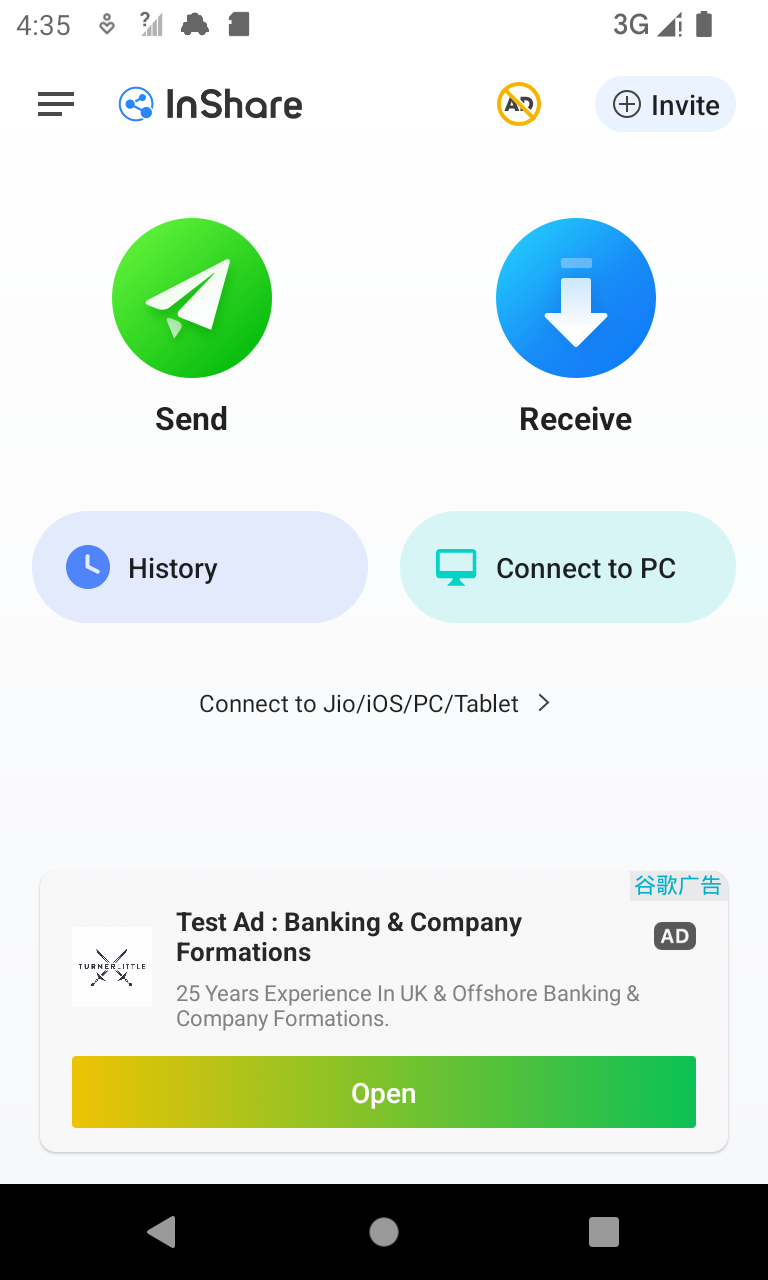 4:35
?
3G
InShare
AD
Invite
Send
Receive
History
Connect to PC
Connect to Jio/iOS/PC/Tablet
谷歌广告
Test Ad : Banking & Company
Formations
AD
TURNER LITTLE
25 Years Experience In UK & Offshore Banking &
Company Formations.
Open